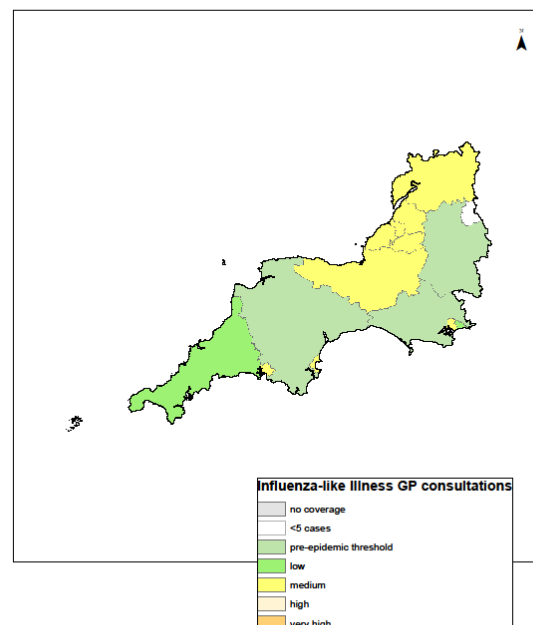 N
Influenza-like Illness GP consultations
no coverage
<5 cases
pre-epidemic threshold
low
medium
high
very high